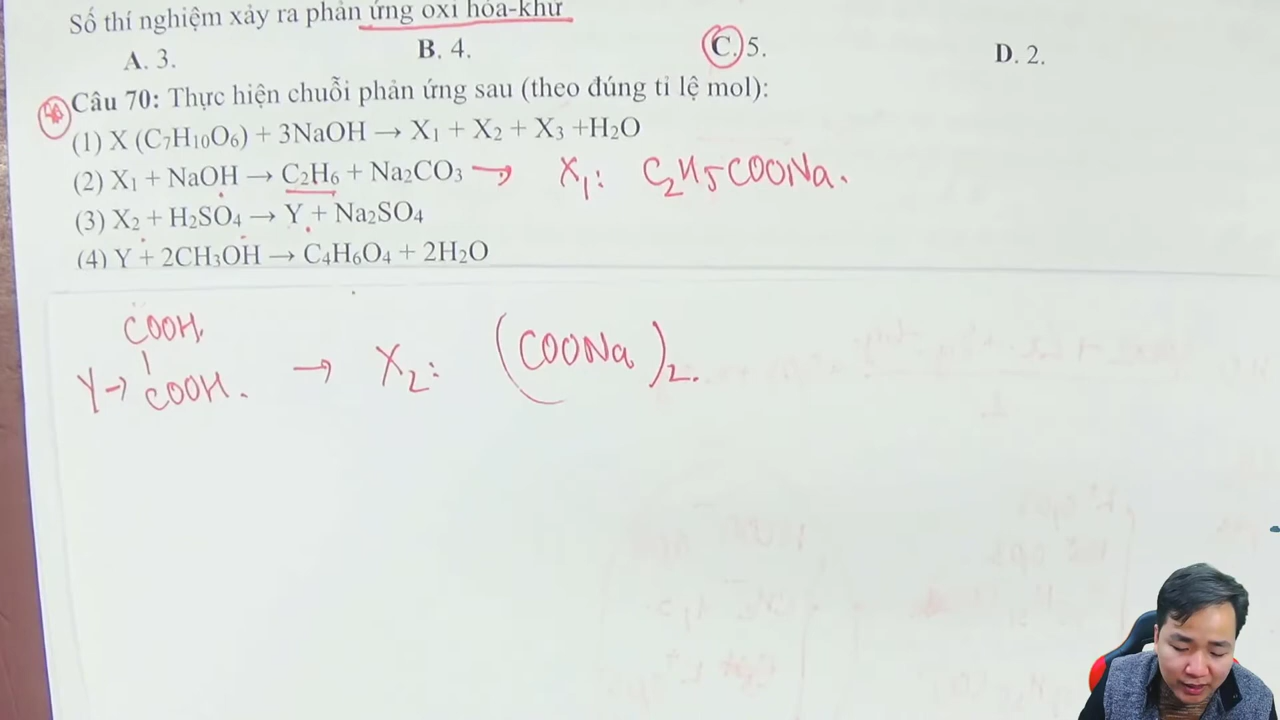 Số thí nghiệm xảy ra phản ứng oxi hóa-khử
A. 3. B. 4. C. 5. D. 2.
Câu 70: Thực hiện chuỗi phản ứng sau (theo đúng tỉ lệ mol):
(1) X (C₇H₁₀O₆) + 3NaOH → X₁ + X₂ + X₃ +H₂O
(2) X₁ + NaOH → C₂H₆ + Na₂CO₃ → X₁: C₂H₅COONa.
(3) X₂ + H₂SO₄ → Y + Na₂SO₄
(4) Y + 2CH₃OH → C₄H₆O₄ + 2H₂O
COOH,
Y → COOH. → X₂: (COONa)₂.